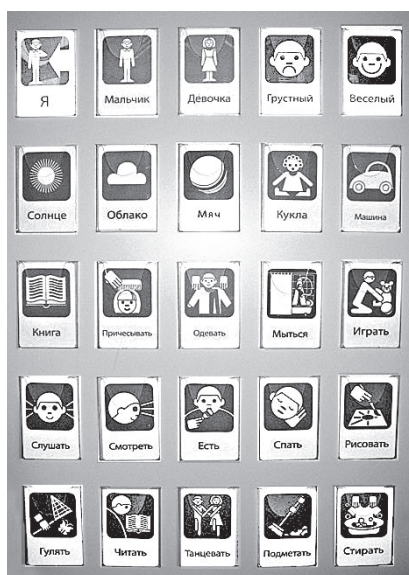 Я
Мальчик
Девочка
Грустный
Веселый
Солнце
Облако
Мяч
Кукла
Машина
Книга
Причесывать
Одевать
Мыться
Играть
Слушать
Смотреть
Есть
Спать
Рисовать
Гулять
Читать
Танцевать
Подметать
Стирать